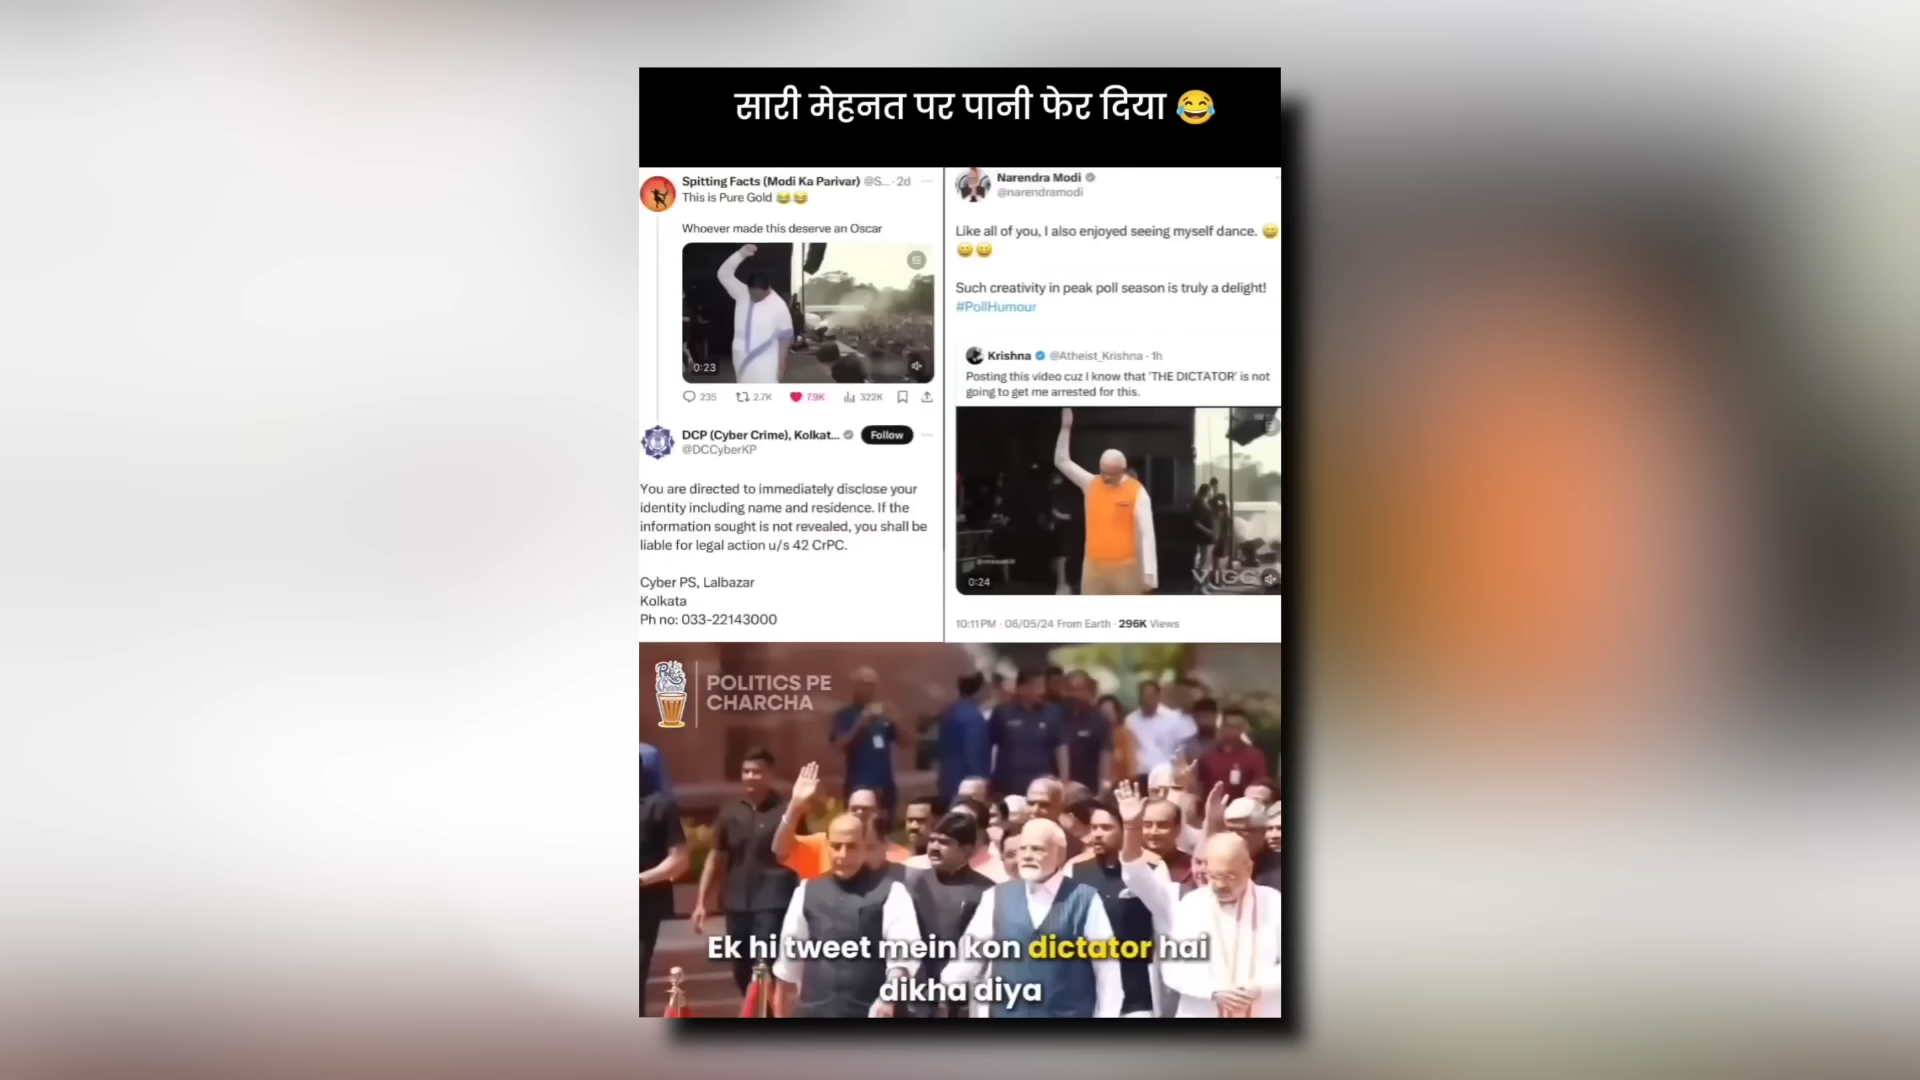 सारी मेहनत पर पानी फेर दिया 😂
Spitting Facts (Modi Ka Parivar) @S... · 2d
This is Pure Gold 😂😂
Whoever made this deserve an Oscar
0:23
235 2.7K 7.9K 322K
DCP (Cyber Crime), Kolkat... Follow
@DCCyberKP
You are directed to immediately disclose your
identity including name and residence. If the
information sought is not revealed, you shall be
liable for legal action u/s 42 CrPC.
Cyber PS, Lalbazar
Kolkata
Ph no: 033-22143000
Narendra Modi
@narendramodi
Like all of you, I also enjoyed seeing myself dance. 😀
😀😀
Such creativity in peak poll season is truly a delight!
#PollHumour
Krishna @Atheist_Krishna · 1h
Posting this video cuz I know that 'THE DICTATOR' is not
going to get me arrested for this.
0:24
10:11 PM · 06/05/24 From Earth · 296K Views
POLITICS PE
CHARCHA
Ek hi tweet mein kon dictator hai
dikha diya